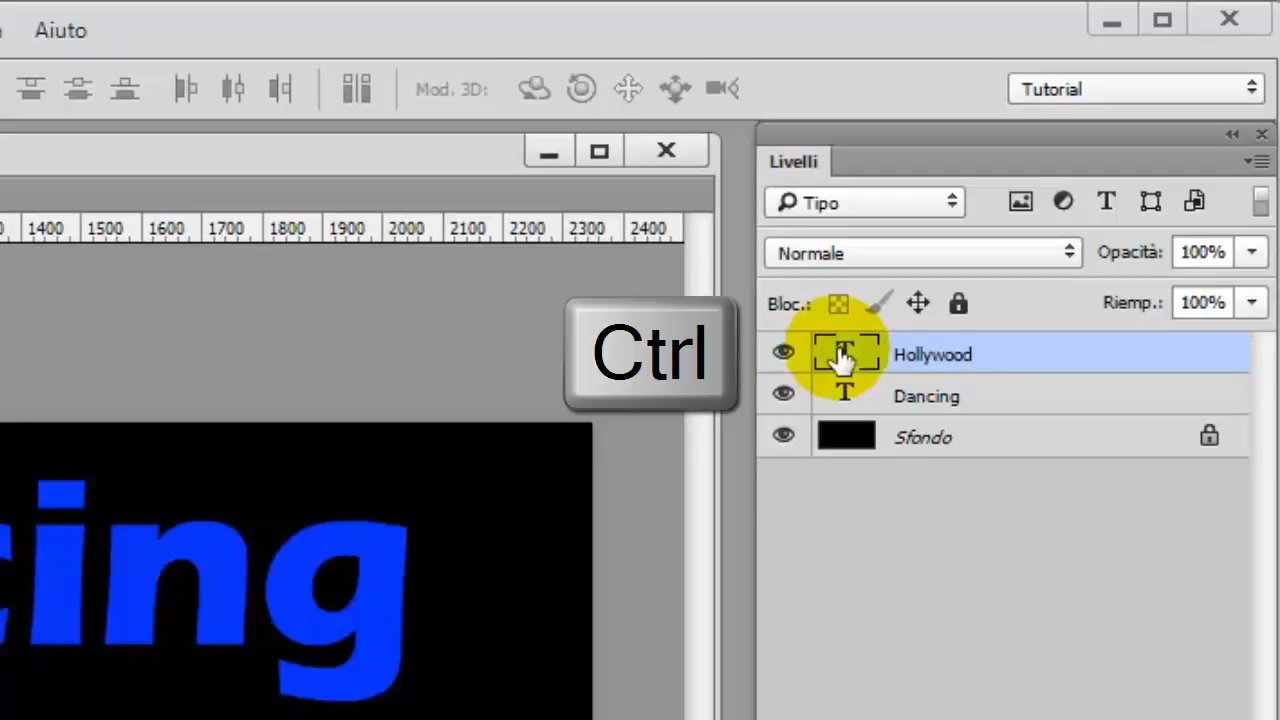 Aiuto
Mod. 3D:
Tutorial
Livelli
Tipo
T
1400 1500 1600 1700 1800 1900 2000 2100 2200 2300 2400
Normale
Opacità: 100%
Bloc.:
Riemp.: 100%
Ctrl
T Hollywood
T Dancing
Sfondo
cing